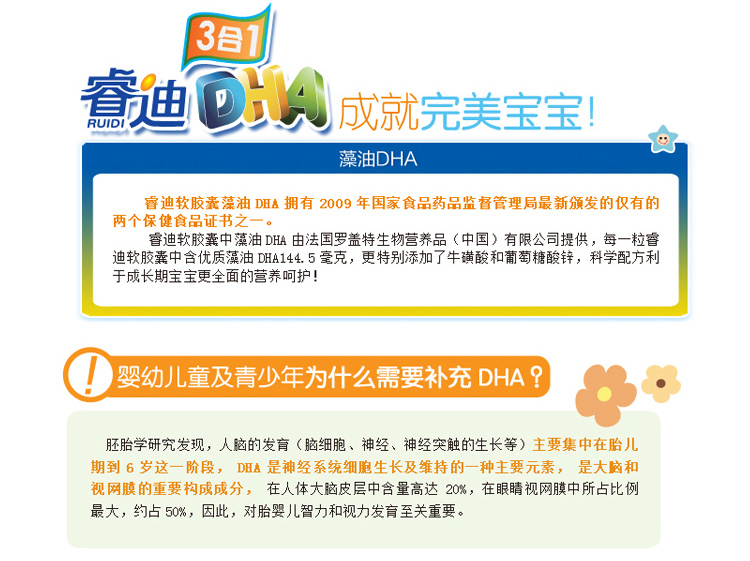 3合1
睿迪DHA 成就完美宝宝!
RUIDI
藻油DHA
睿迪软胶囊藻油 DHA 拥有 2009 年国家食品药品监督管理局最新颁发的仅有的
两个保健食品证书之一。
睿迪软胶囊中藻油 DHA 由法国罗盖特生物营养品（中国）有限公司提供，每一粒睿
迪软胶囊中含优质藻油 DHA144.5 毫克，更特别添加了牛磺酸和葡萄糖酸锌，科学配方利
于成长期宝宝更全面的营养呵护！
! 婴幼儿童及青少年为什么需要补充 DHA？
胚胎学研究发现，人脑的发育（脑细胞、神经、神经突触的生长等）主要集中在胎儿
期到 6 岁这一阶段， DHA 是神经系统细胞生长及维持的一种主要元素， 是大脑和
视网膜的重要构成成分， 在人体大脑皮层中含量高达 20%，在眼睛视网膜中所占比例
最大，约占 50%，因此，对胎婴儿智力和视力发育至关重要。